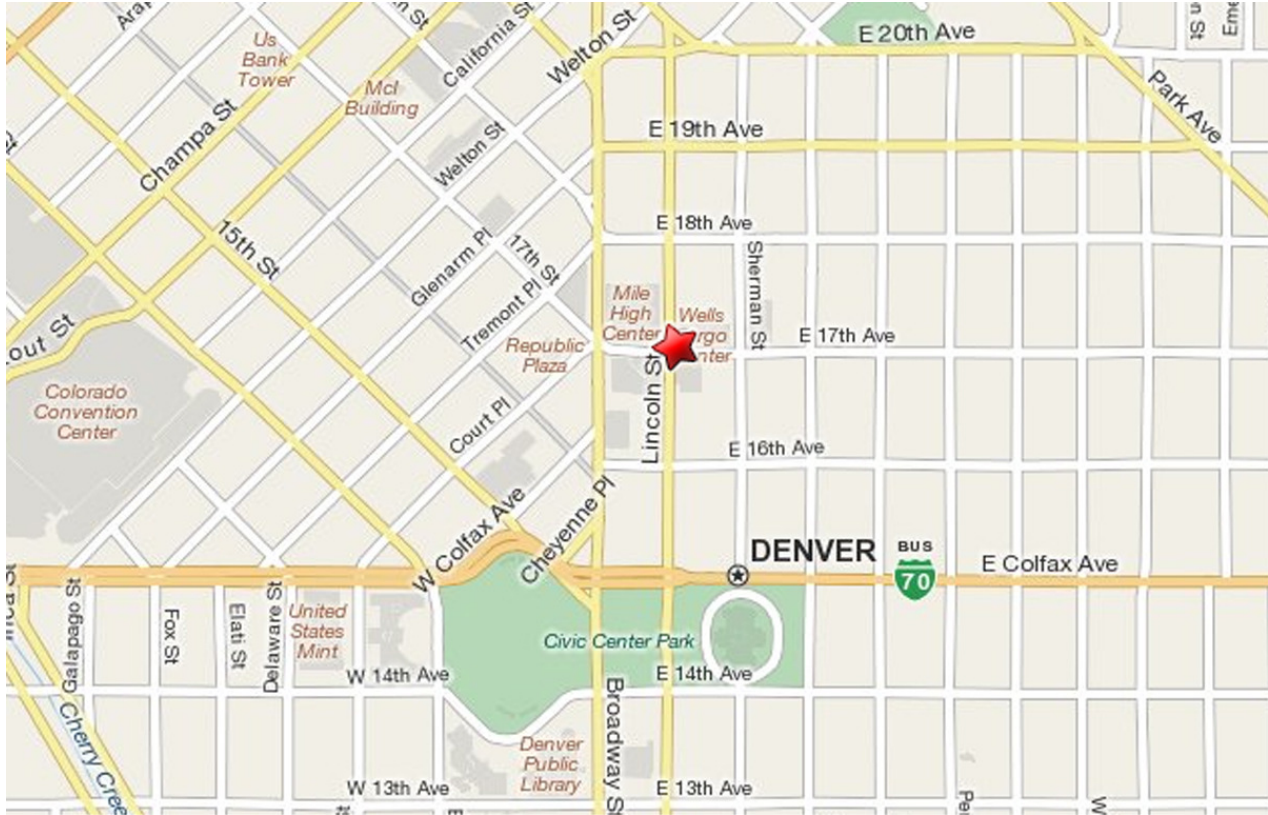 E 20th Ave
Welton St
California St
Us
Bank
Tower
Mcl
Building
Park Ave
E 19th Ave
Champa St
Welton St
E 18th Ave
15th St
17th St
Glenarm Pl
Sherman St
Tremont Pl
Mile
High
Center
Wells
E 17th Ave
Republic
Plaza
out St
Lincoln St
Colorado
Convention
Center
Court Pl
E 16th Ave
W Colfax Ave
Cheyenne Pl
DENVER
BUS
70
E Colfax Ave
Galapago St
Fox St
Elati St
Delaware St
United
States
Mint
Civic Center Park
W 14th Ave
E 14th Ave
Broadway St
Cherry Cree
Denver
Public
Library
W 13th Ave
E 13th Ave